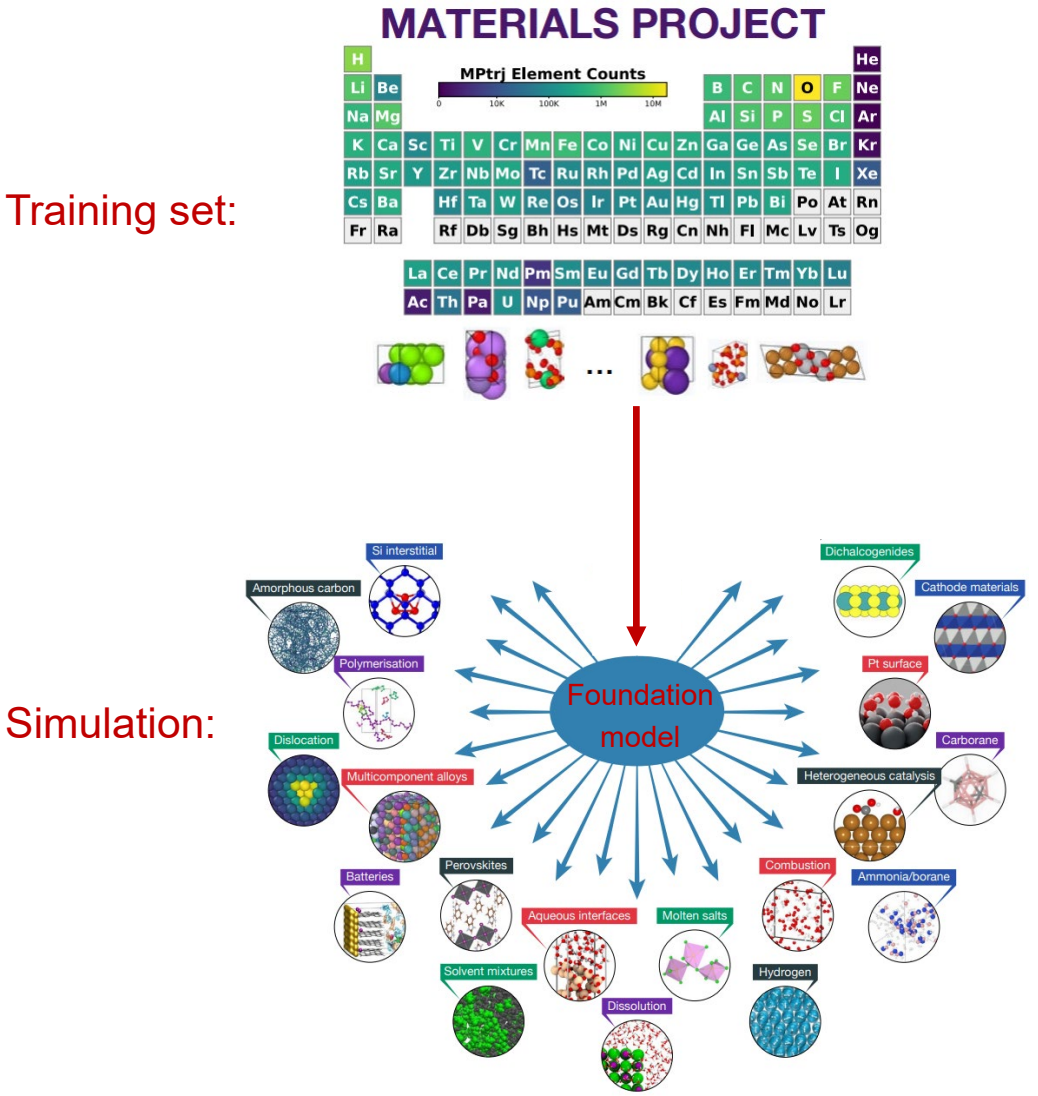 MATERIALS PROJECT
H He
MPtrj Element Counts
Li Be B C N O F Ne
0 10K 100K 1M 10M
Na Mg Al Si P S Cl Ar
K Ca Sc Ti V Cr Mn Fe Co Ni Cu Zn Ga Ge As Se Br Kr
Rb Sr Y Zr Nb Mo Tc Ru Rh Pd Ag Cd In Sn Sb Te I Xe
Training set:
Cs Ba Hf Ta W Re Os Ir Pt Au Hg Tl Pb Bi Po At Rn
Fr Ra Rf Db Sg Bh Hs Mt Ds Rg Cn Nh Fl Mc Lv Ts Og
La Ce Pr Nd Pm Sm Eu Gd Tb Dy Ho Er Tm Yb Lu
Ac Th Pa U Np Pu Am Cm Bk Cf Es Fm Md No Lr
...
Si interstitial
Dichalcogenides
Amorphous carbon
Cathode materials
Polymerisation
Pt surface
Foundation
model
Simulation:
Dislocation
Carborane
Multicomponent alloys
Heterogeneous catalysis
Perovskites
Combustion
Batteries
Ammonia/borane
Aqueous interfaces
Molten salts
Solvent mixtures
Hydrogen
Dissolution